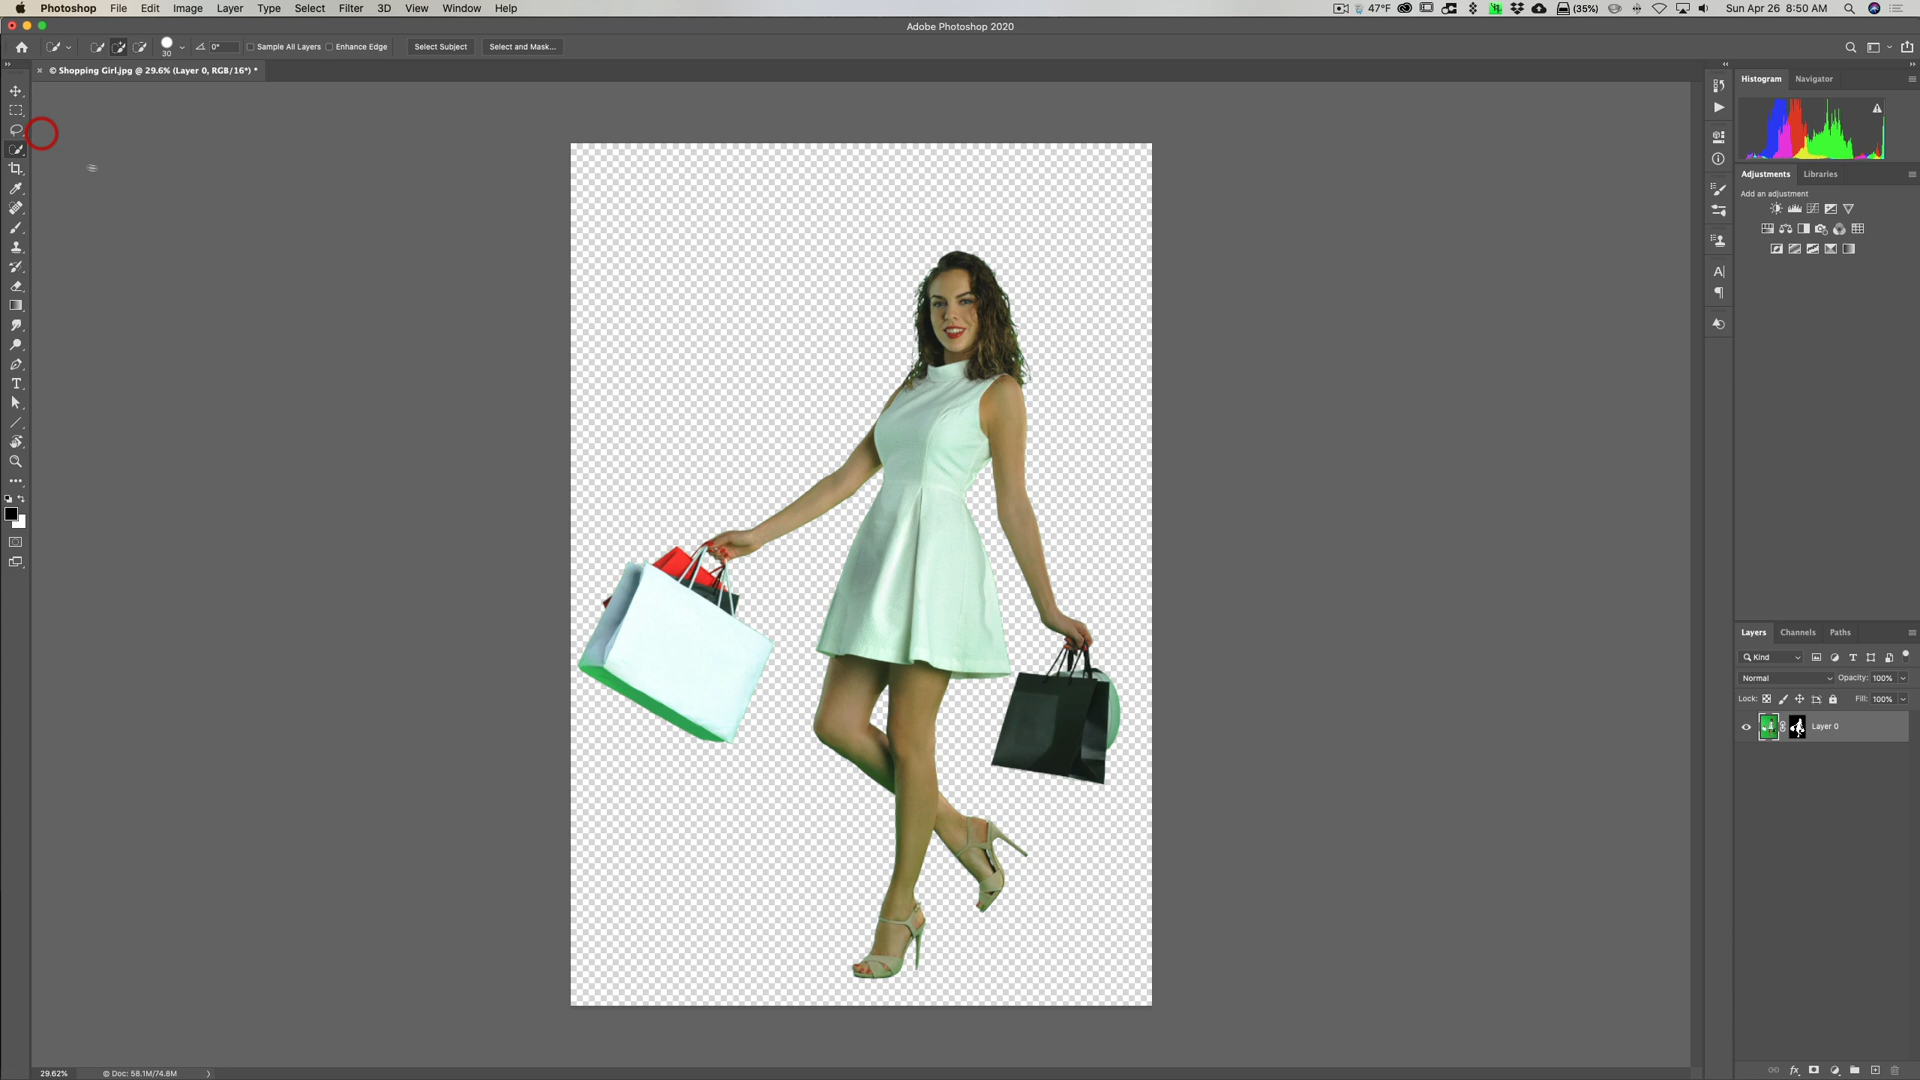 Photoshop File Edit Image Layer Type Select Filter 3D View Window Help 47°F (35%) Sun Apr 26 8:50 AM
Adobe Photoshop 2020
30 0° Sample All Layers Enhance Edge Select Subject Select and Mask...
× © Shopping Girl.jpg @ 29.6% (Layer 0, RGB/16*) *
Histogram Navigator
Adjustments Libraries
Add an adjustment
Layers Channels Paths
Kind
Normal Opacity: 100%
Lock: Fill: 100%
Layer 0
29.62% © Doc: 58.1M/74.8M